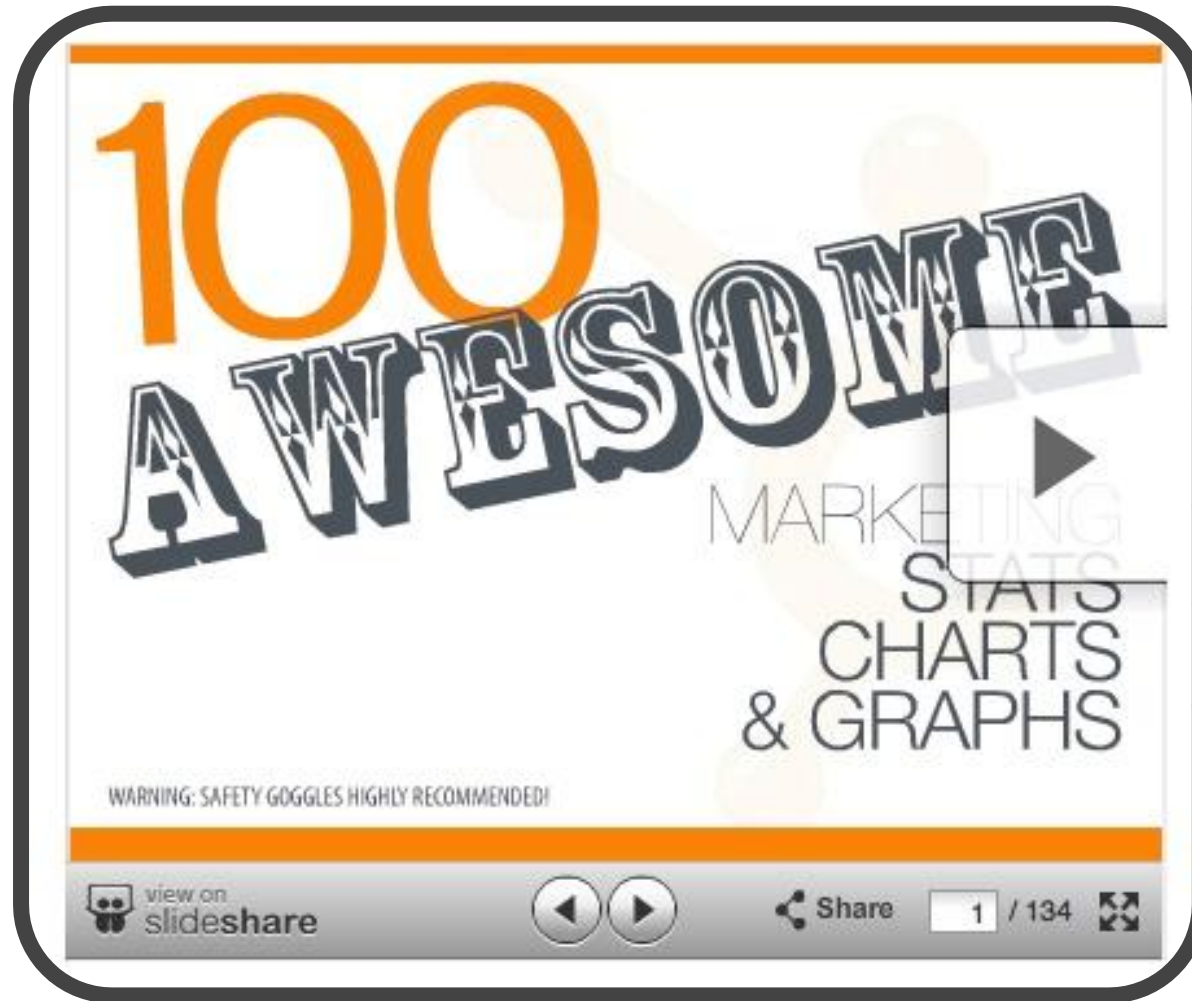 100
AWESOME
MARKETING
STATS
CHARTS
& GRAPHS
WARNING: SAFETY GOGGLES HIGHLY RECOMMENDED!
view on
slideshare
Share
1 / 134